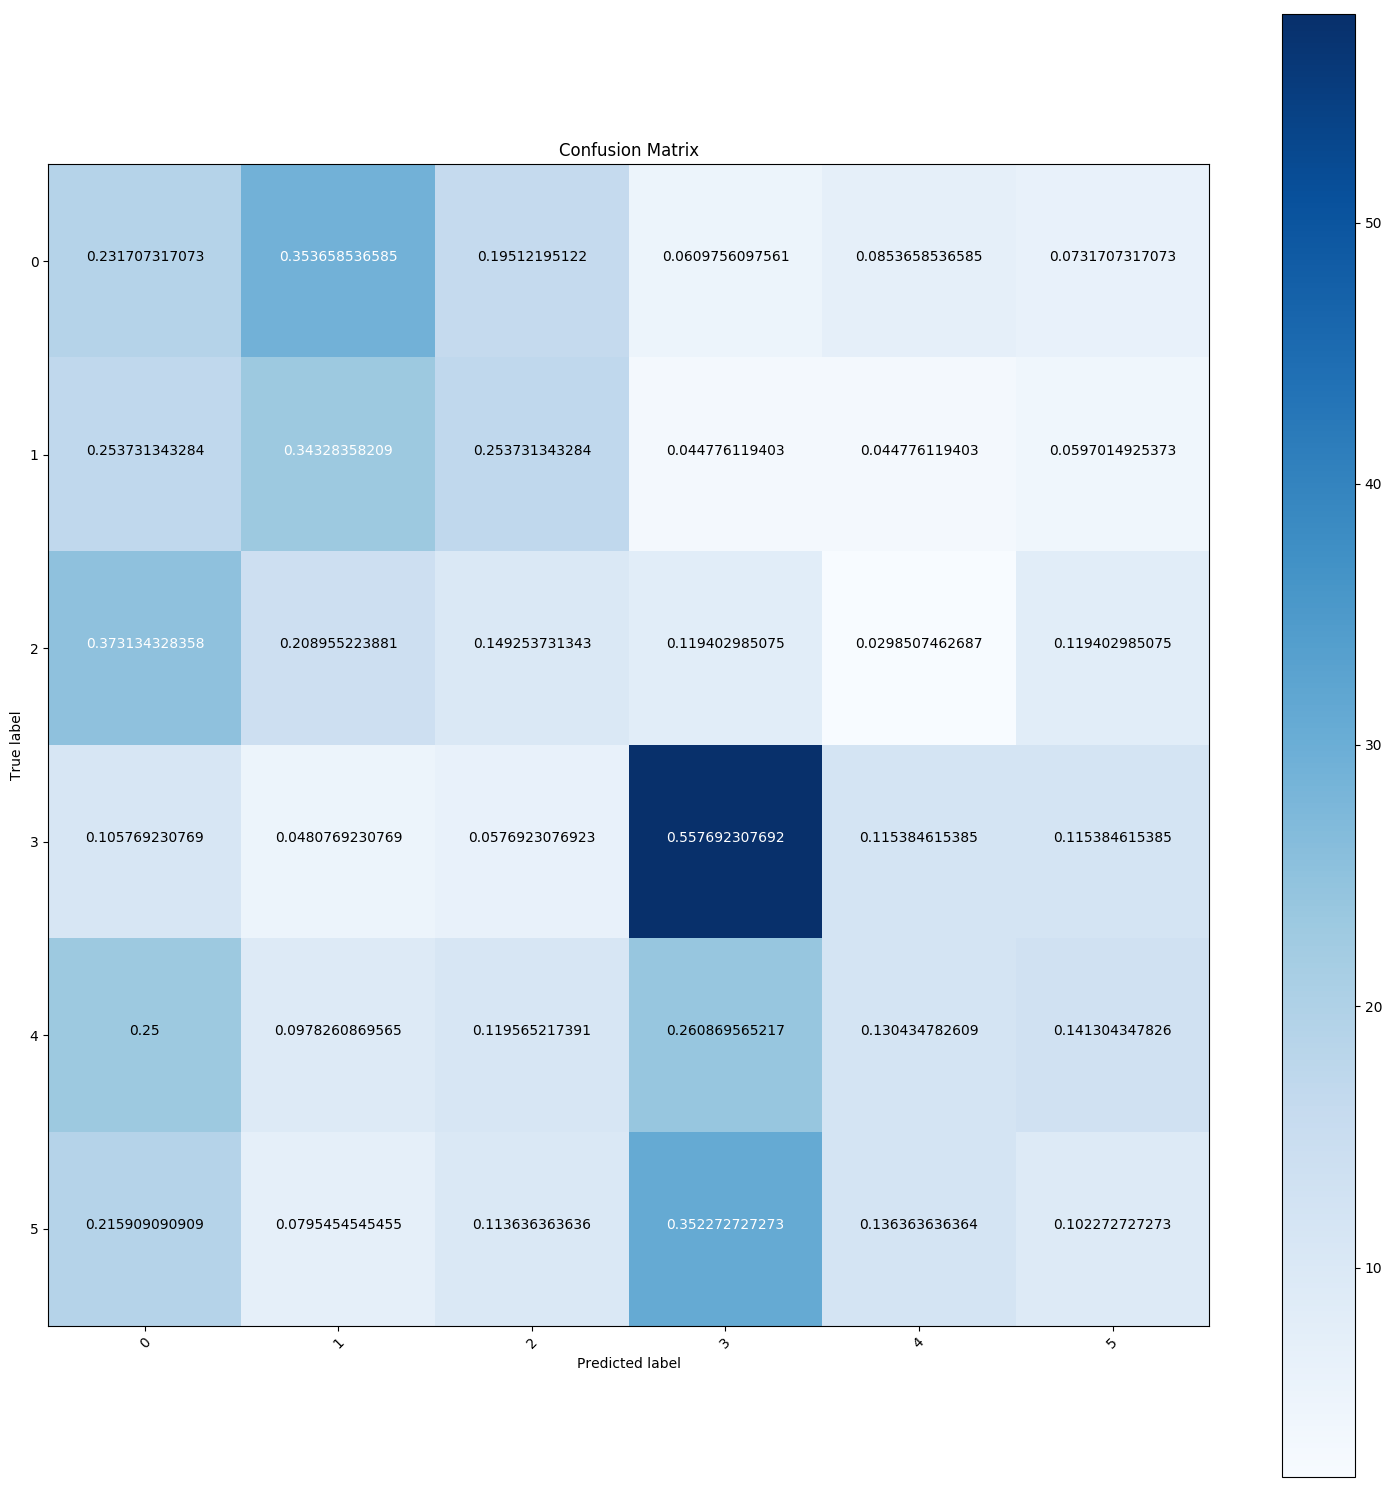 Confusion Matrix
0 0.231707317073 0.353658536585 0.19512195122 0.0609756097561 0.0853658536585 0.0731707317073
1 0.253731343284 0.34328358209 0.253731343284 0.044776119403 0.044776119403 0.0597014925373
2 0.373134328358 0.208955223881 0.149253731343 0.119402985075 0.0298507462687 0.119402985075
3 0.105769230769 0.0480769230769 0.0576923076923 0.557692307692 0.115384615385 0.115384615385
4 0.25 0.0978260869565 0.119565217391 0.260869565217 0.130434782609 0.141304347826
5 0.215909090909 0.0795454545455 0.113636363636 0.352272727273 0.136363636364 0.102272727273
0 1 2 3 4 5
True label
Predicted label
50
40
30
20
10